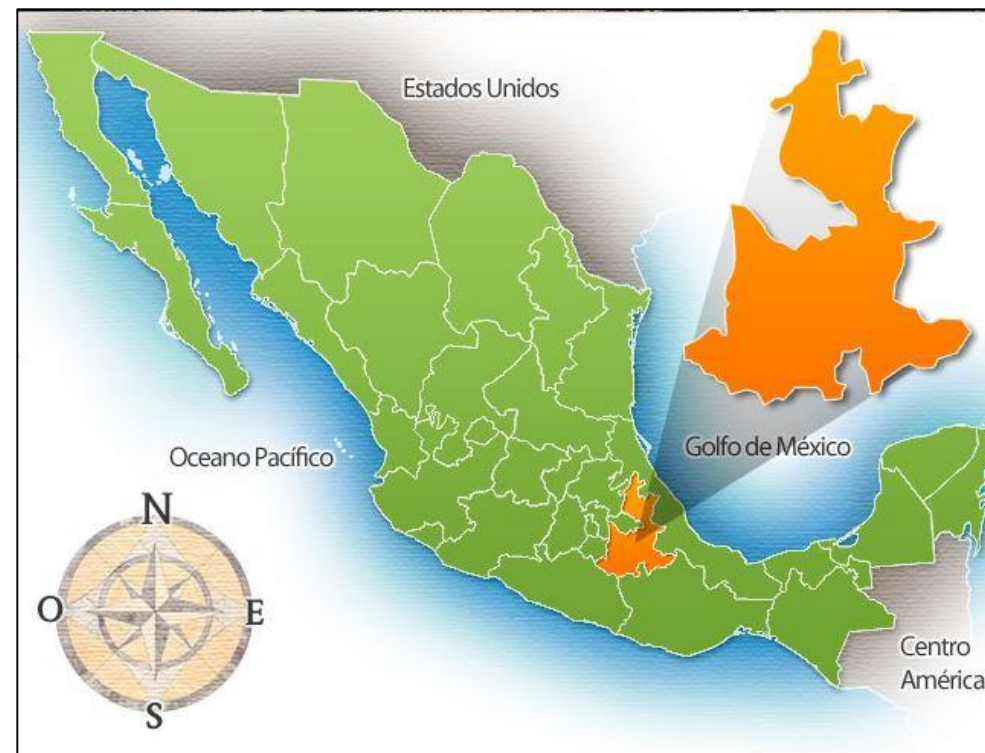 Estados Unidos
Golfo de México
Oceano Pacífico
N
O
E
S
Centro
América